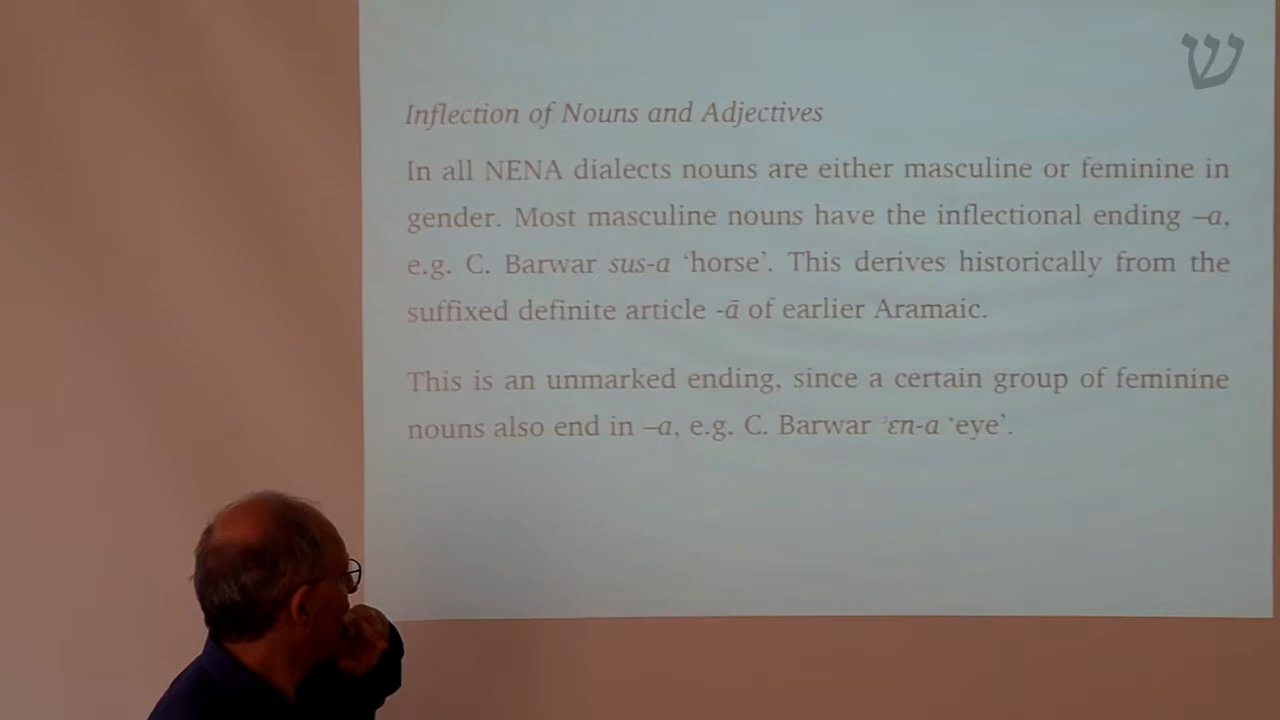 ש
Inflection of Nouns and Adjectives
In all NENA dialects nouns are either masculine or feminine in
gender. Most masculine nouns have the inflectional ending –a,
e.g. C. Barwar sus-a ‘horse’. This derives historically from the
suffixed definite article -ā of earlier Aramaic.
This is an unmarked ending, since a certain group of feminine
nouns also end in –a, e.g. C. Barwar ʾɛn-a ‘eye’.